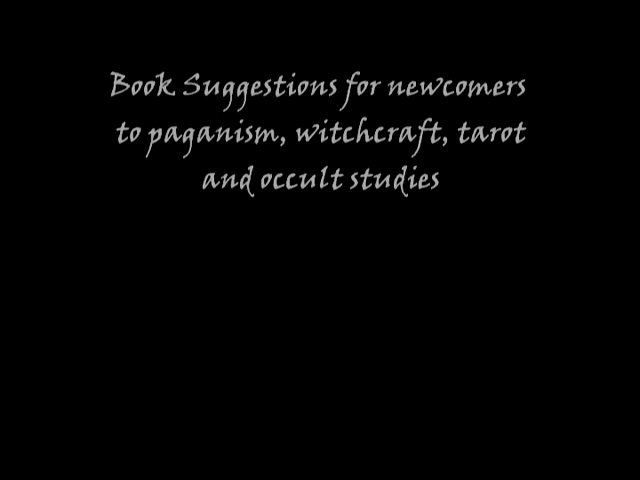 Book Suggestions for newcomers
to paganism, witchcraft, tarot
and occult studies